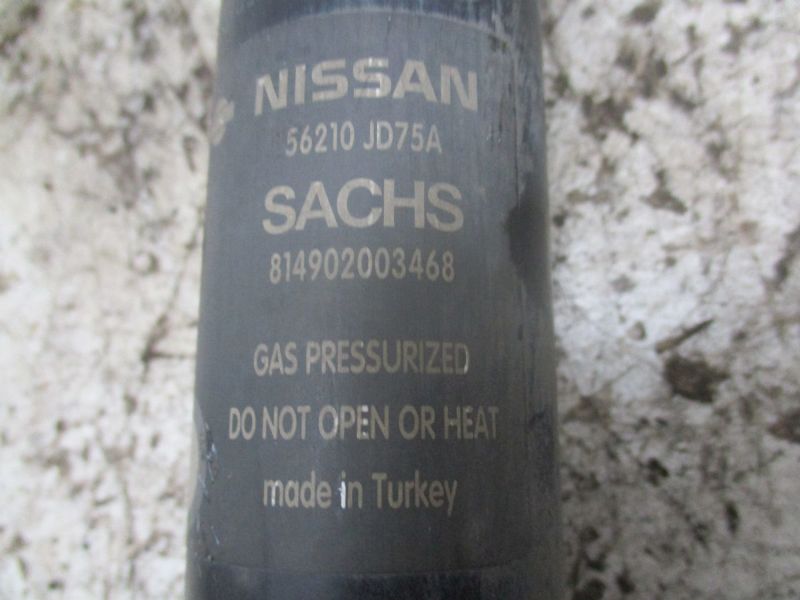 NISSAN
56210 JD75A
SACHS
814902003468
GAS PRESSURIZED
DO NOT OPEN OR HEAT
made in Turkey